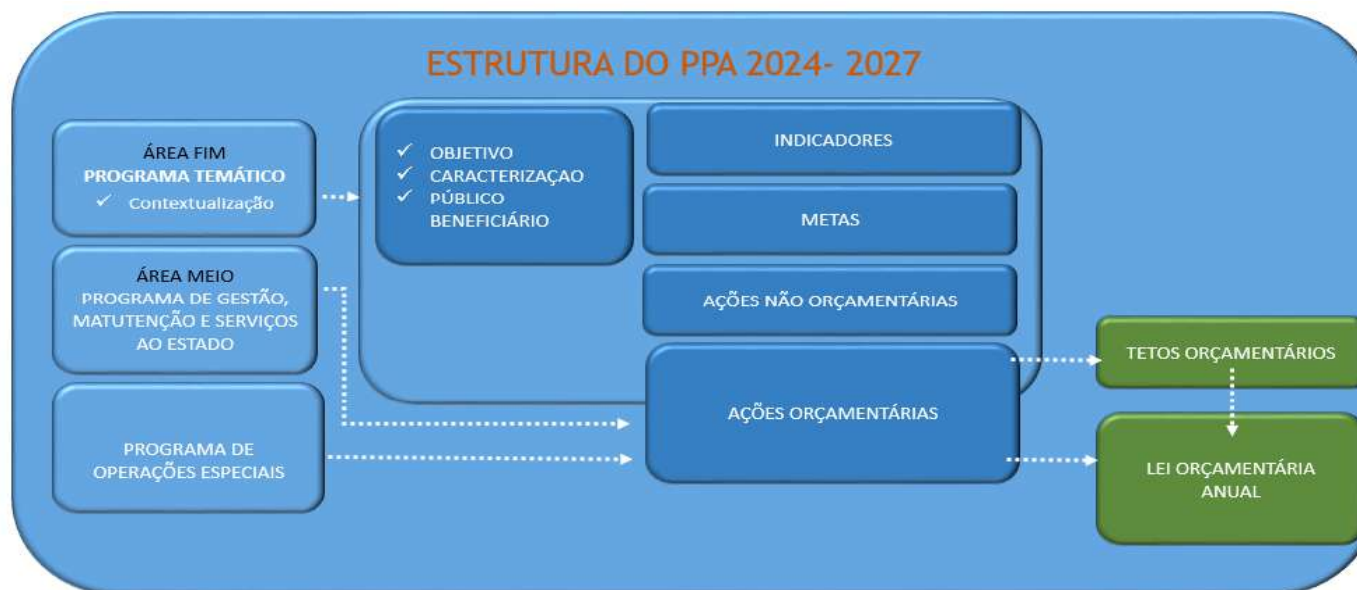 ESTRUTURA DO PPA 2024- 2027
ÁREA FIM
PROGRAMA TEMÁTICO
✓ Contextualização
ÁREA MEIO
PROGRAMA DE GESTÃO,
MATUTENÇÃO E SERVIÇOS
AO ESTADO
PROGRAMA DE
OPERAÇÕES ESPECIAIS
✓ OBJETIVO
✓ CARACTERIZAÇAO
✓ PÚBLICO
BENEFICIÁRIO
INDICADORES
METAS
AÇÕES NÃO ORÇAMENTÁRIAS
AÇÕES ORÇAMENTÁRIAS
TETOS ORÇAMENTÁRIOS
LEI ORÇAMENTÁRIA
ANUAL